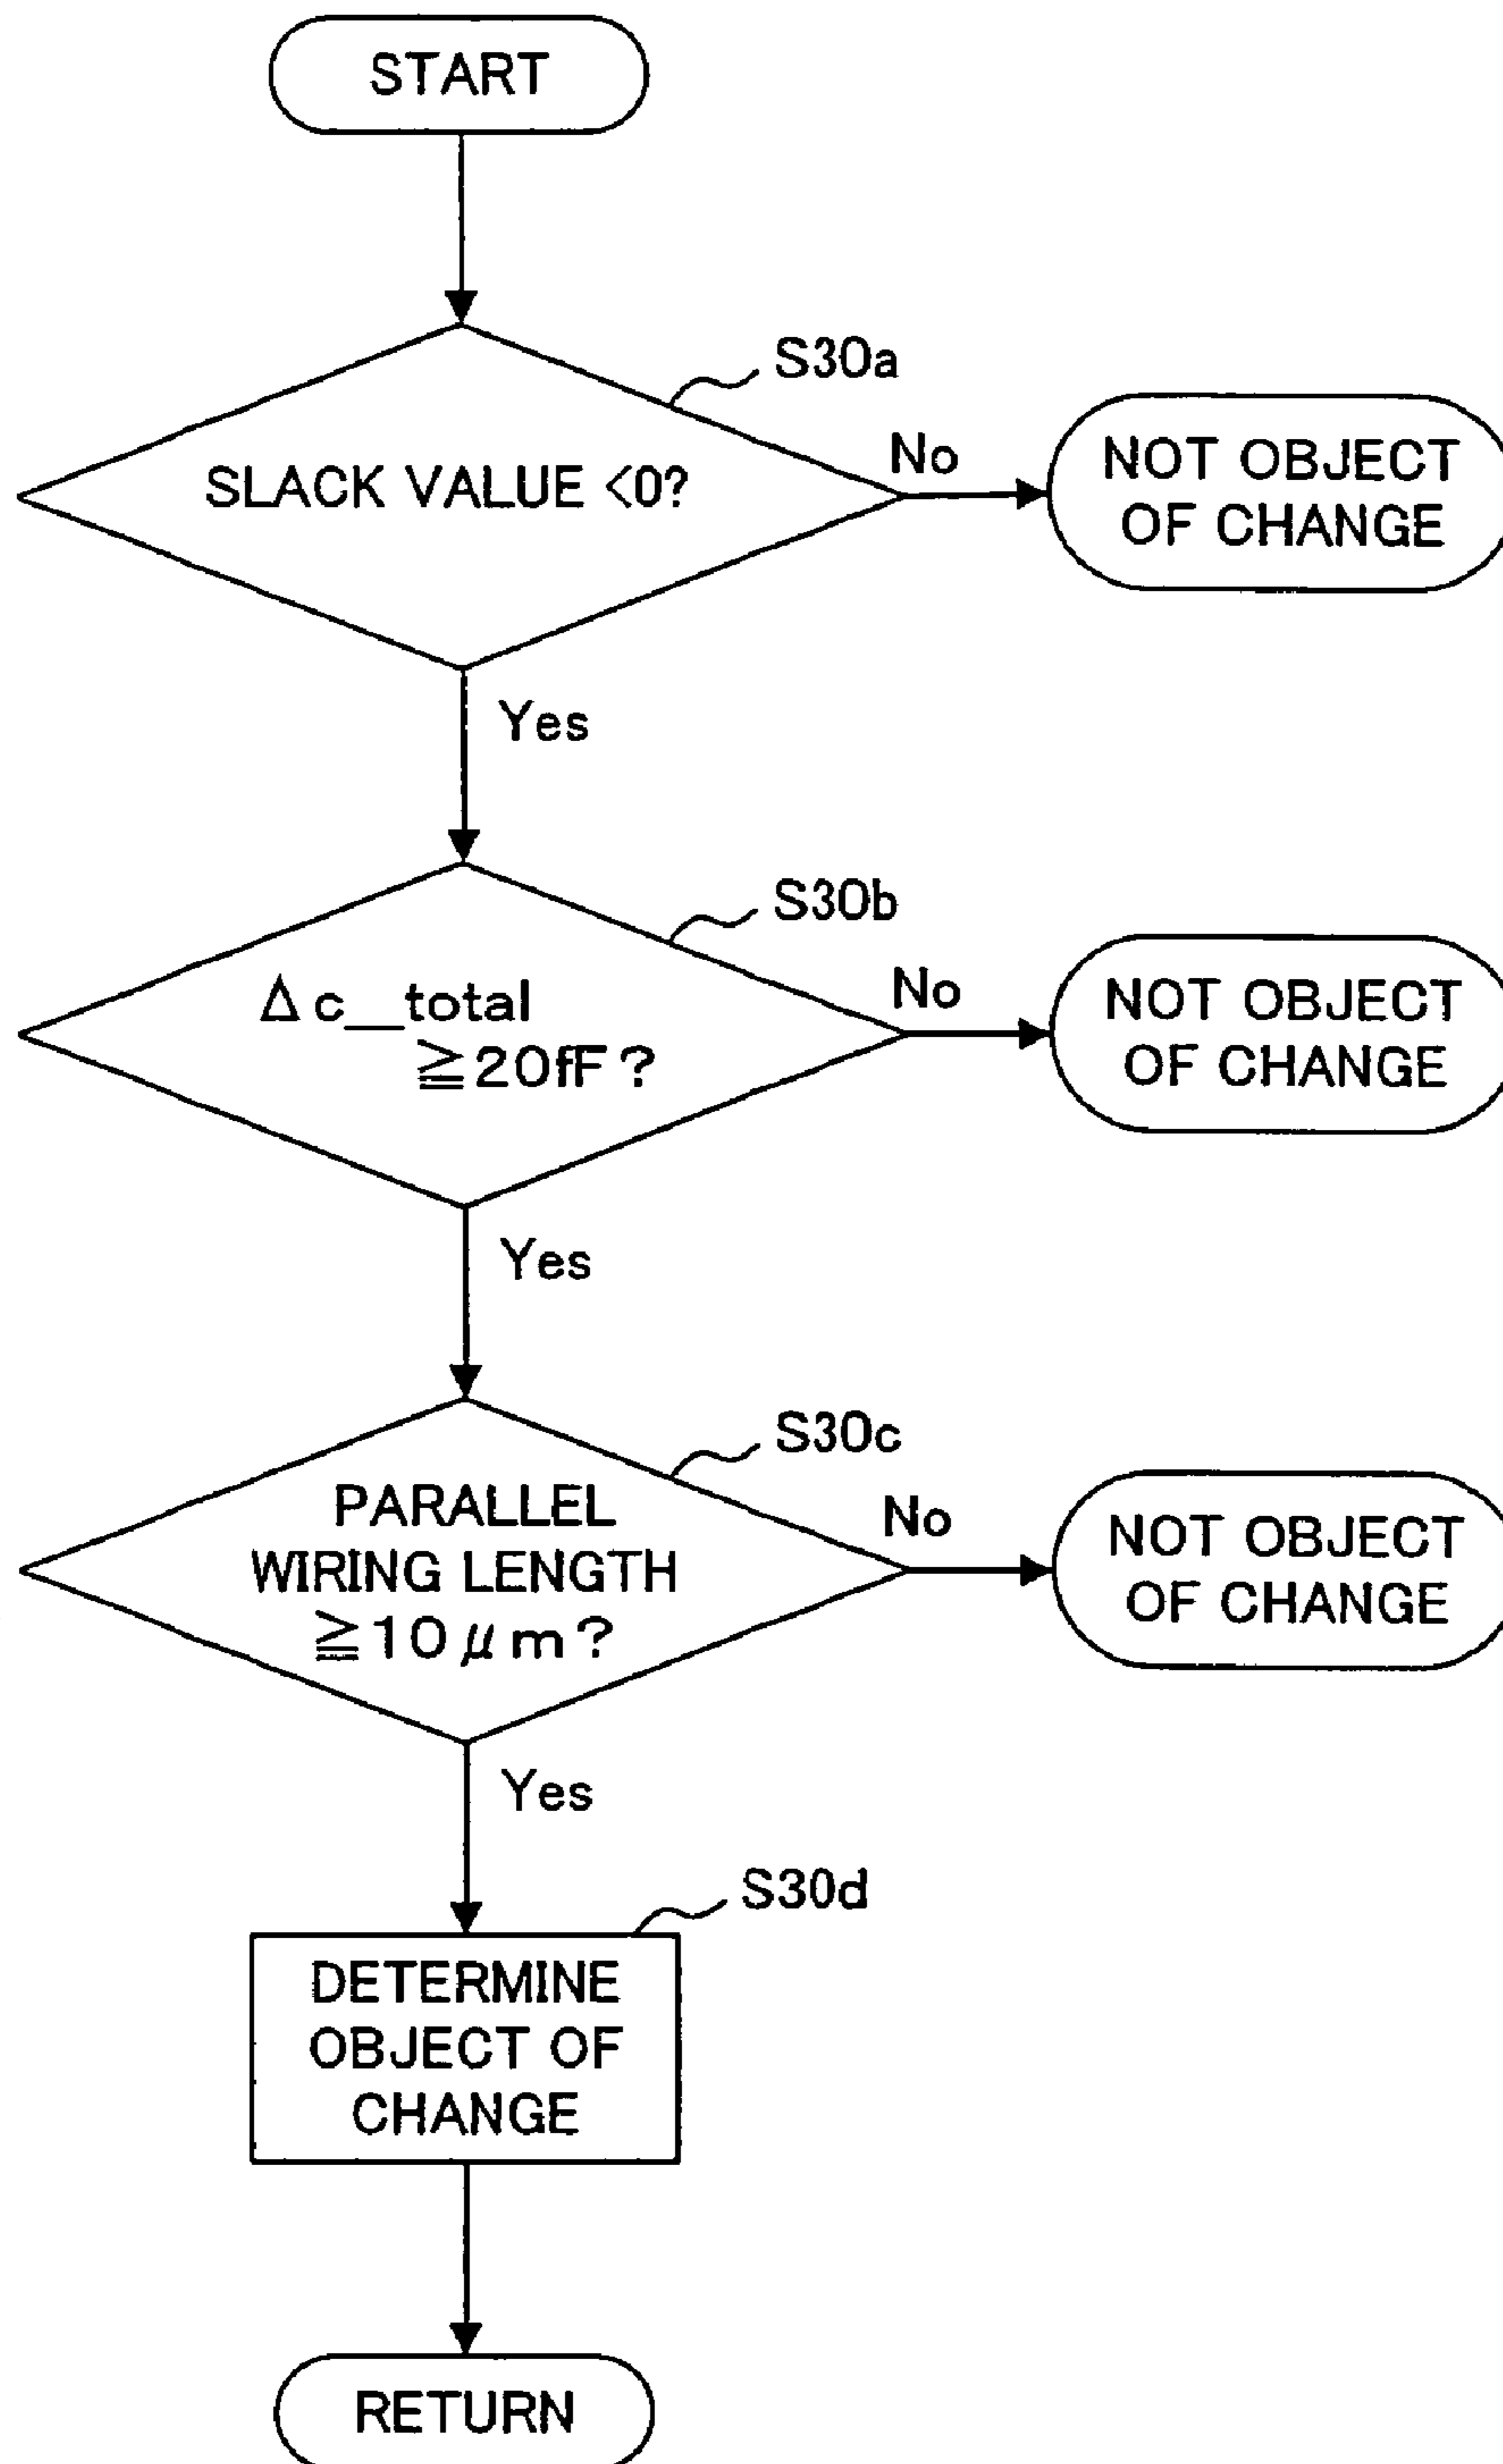 START
S30a
SLACK VALUE <0?
No
NOT OBJECT
OF CHANGE
Yes
S30b
Δc_total
≧20fF?
No
NOT OBJECT
OF CHANGE
Yes
S30c
PARALLEL
WIRING LENGTH
≧10μm?
No
NOT OBJECT
OF CHANGE
Yes
S30d
DETERMINE
OBJECT OF
CHANGE
RETURN